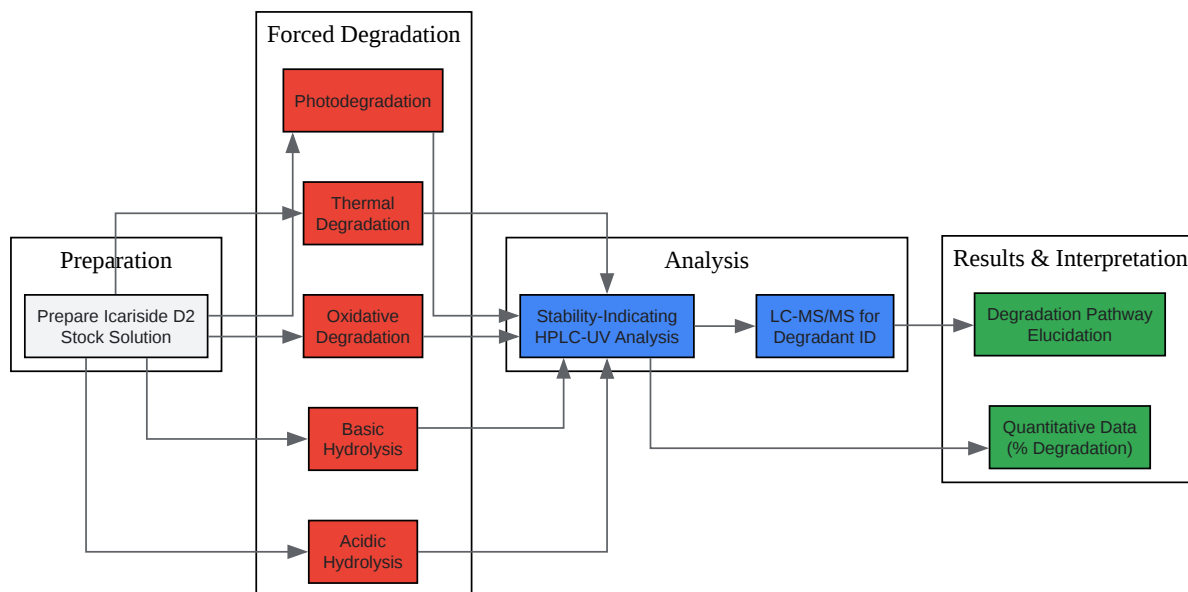 Forced Degradation
Photodegradation
Thermal
Degradation
Preparation
Prepare Icariside D2
Stock Solution
Oxidative
Degradation
Basic
Hydrolysis
Acidic
Hydrolysis
Analysis
Stability-Indicating
HPLC-UV Analysis
LC-MS/MS for
Degradant ID
Results & Interpretation
Degradation Pathway
Elucidation
Quantitative Data
(% Degradation)